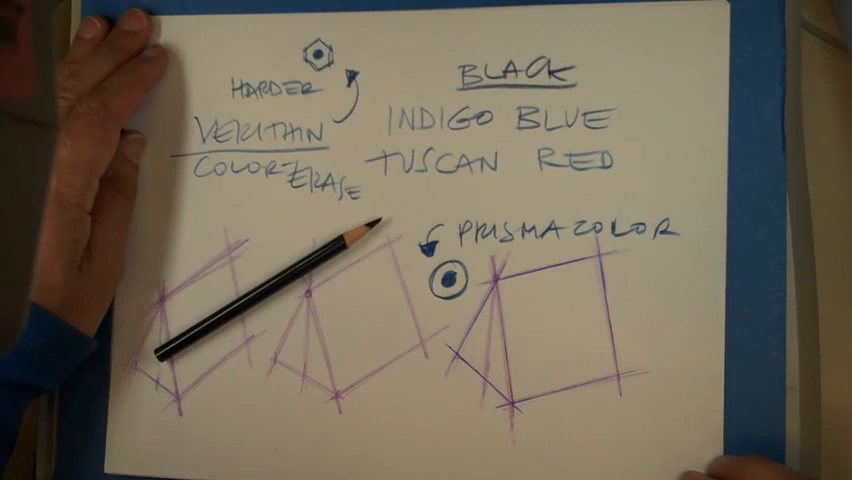 HARDER
VERITHIN
COLOR-ERASE
BLACK
INDIGO BLUE
TUSCAN RED
PRISMACOLOR